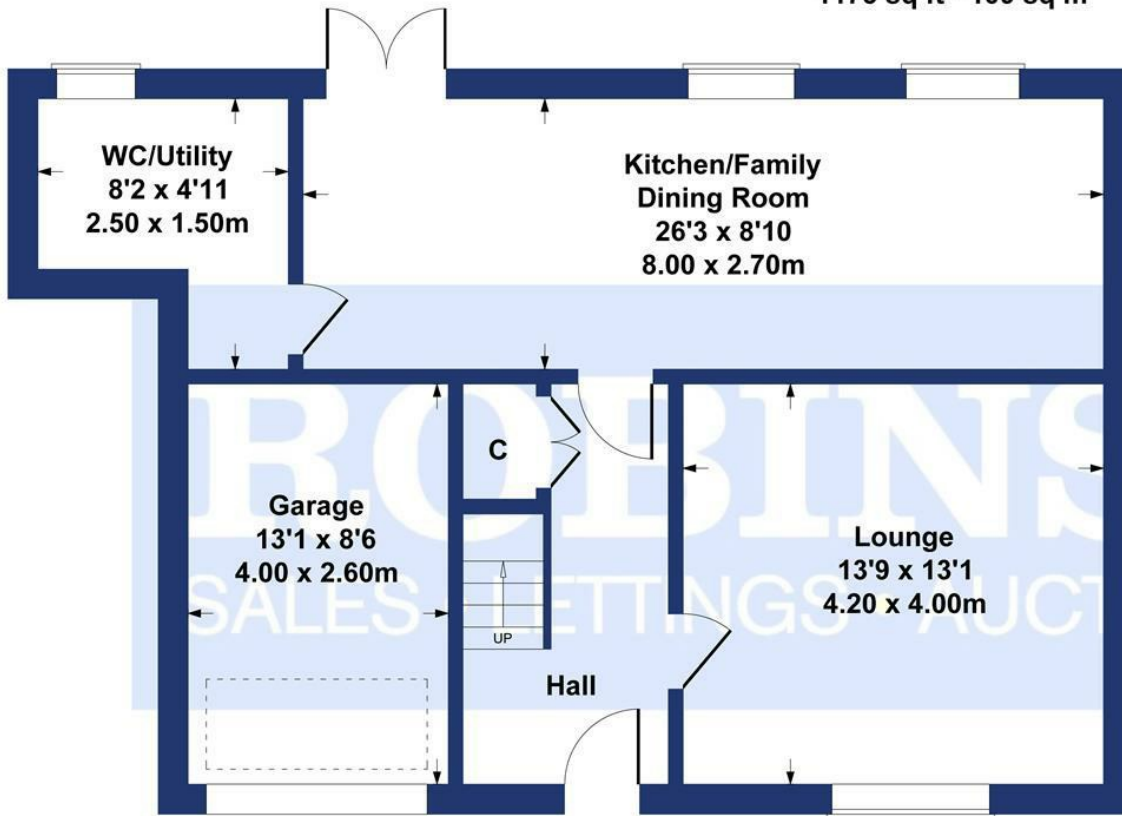 WC/Utility
8'2 x 4'11
2.50 x 1.50m
Kitchen/Family
Dining Room
26'3 x 8'10
8.00 x 2.70m
C
Garage
13'1 x 8'6
4.00 x 2.60m
Lounge
13'9 x 13'1
4.20 x 4.00m
UP
Hall
ROBINS
SALES LETTINGS AUCT